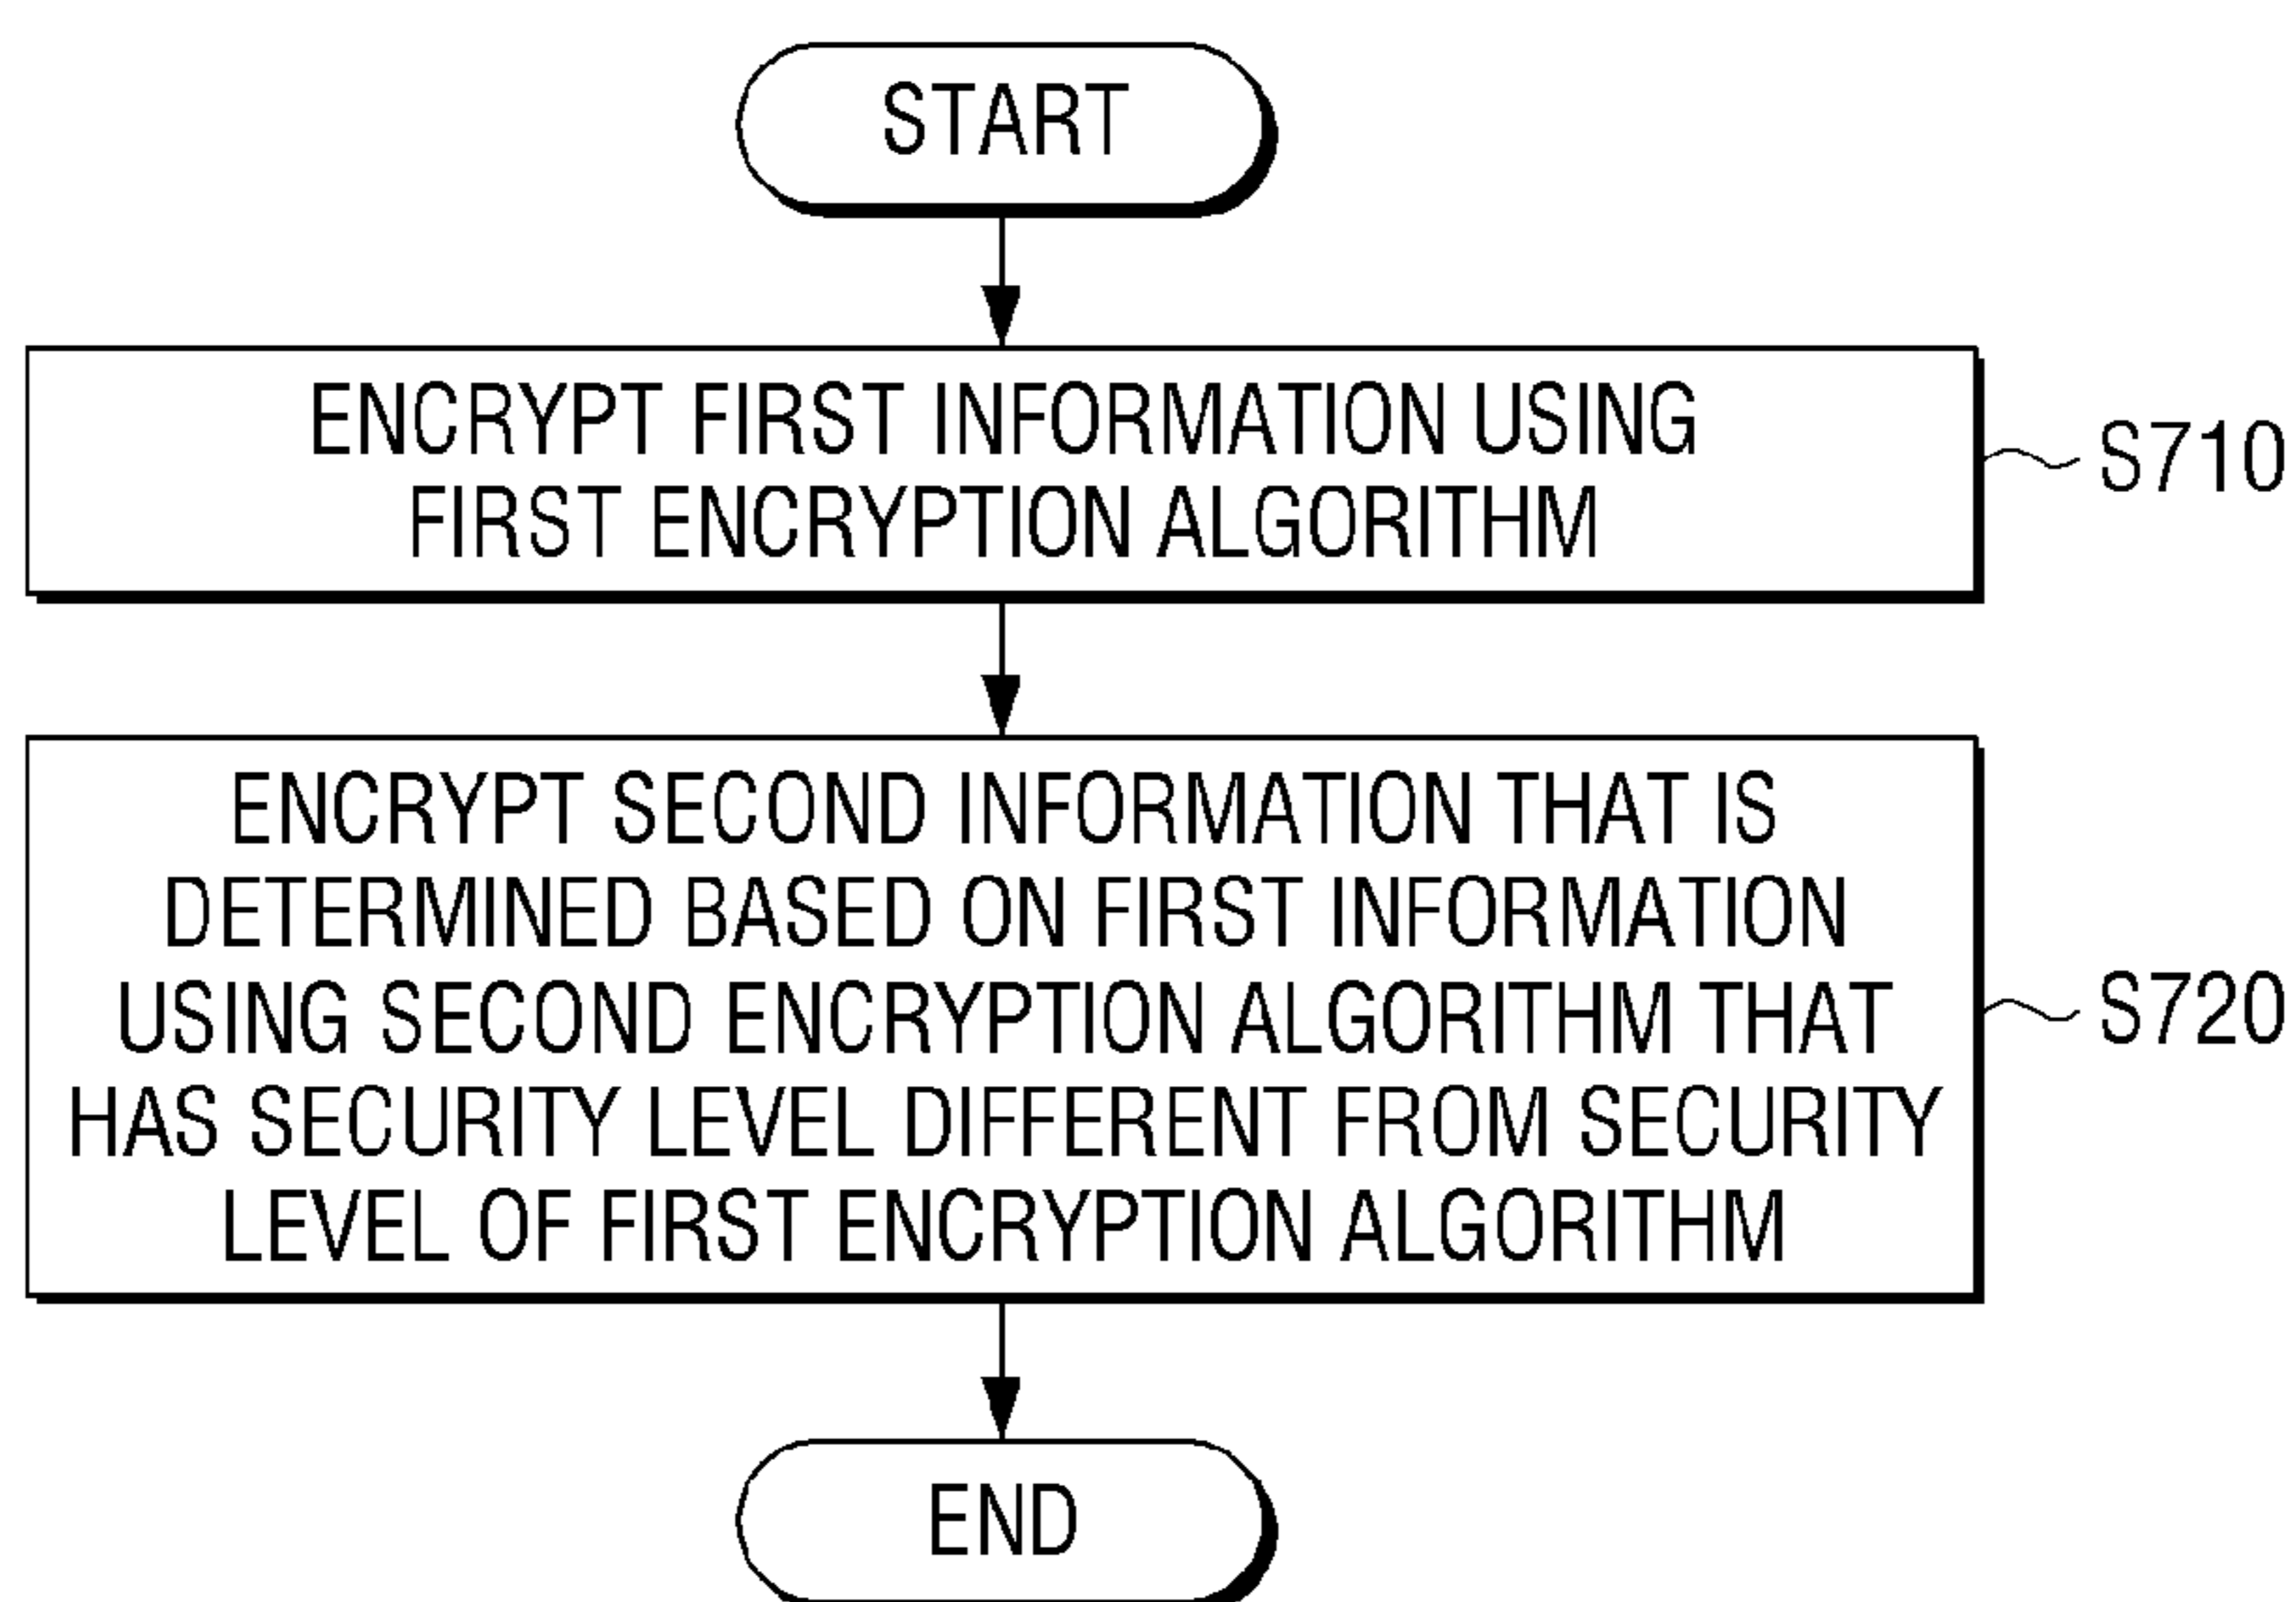 START
ENCRYPT FIRST INFORMATION USING
FIRST ENCRYPTION ALGORITHM
S710
ENCRYPT SECOND INFORMATION THAT IS
DETERMINED BASED ON FIRST INFORMATION
USING SECOND ENCRYPTION ALGORITHM THAT
HAS SECURITY LEVEL DIFFERENT FROM SECURITY
LEVEL OF FIRST ENCRYPTION ALGORITHM
S720
END